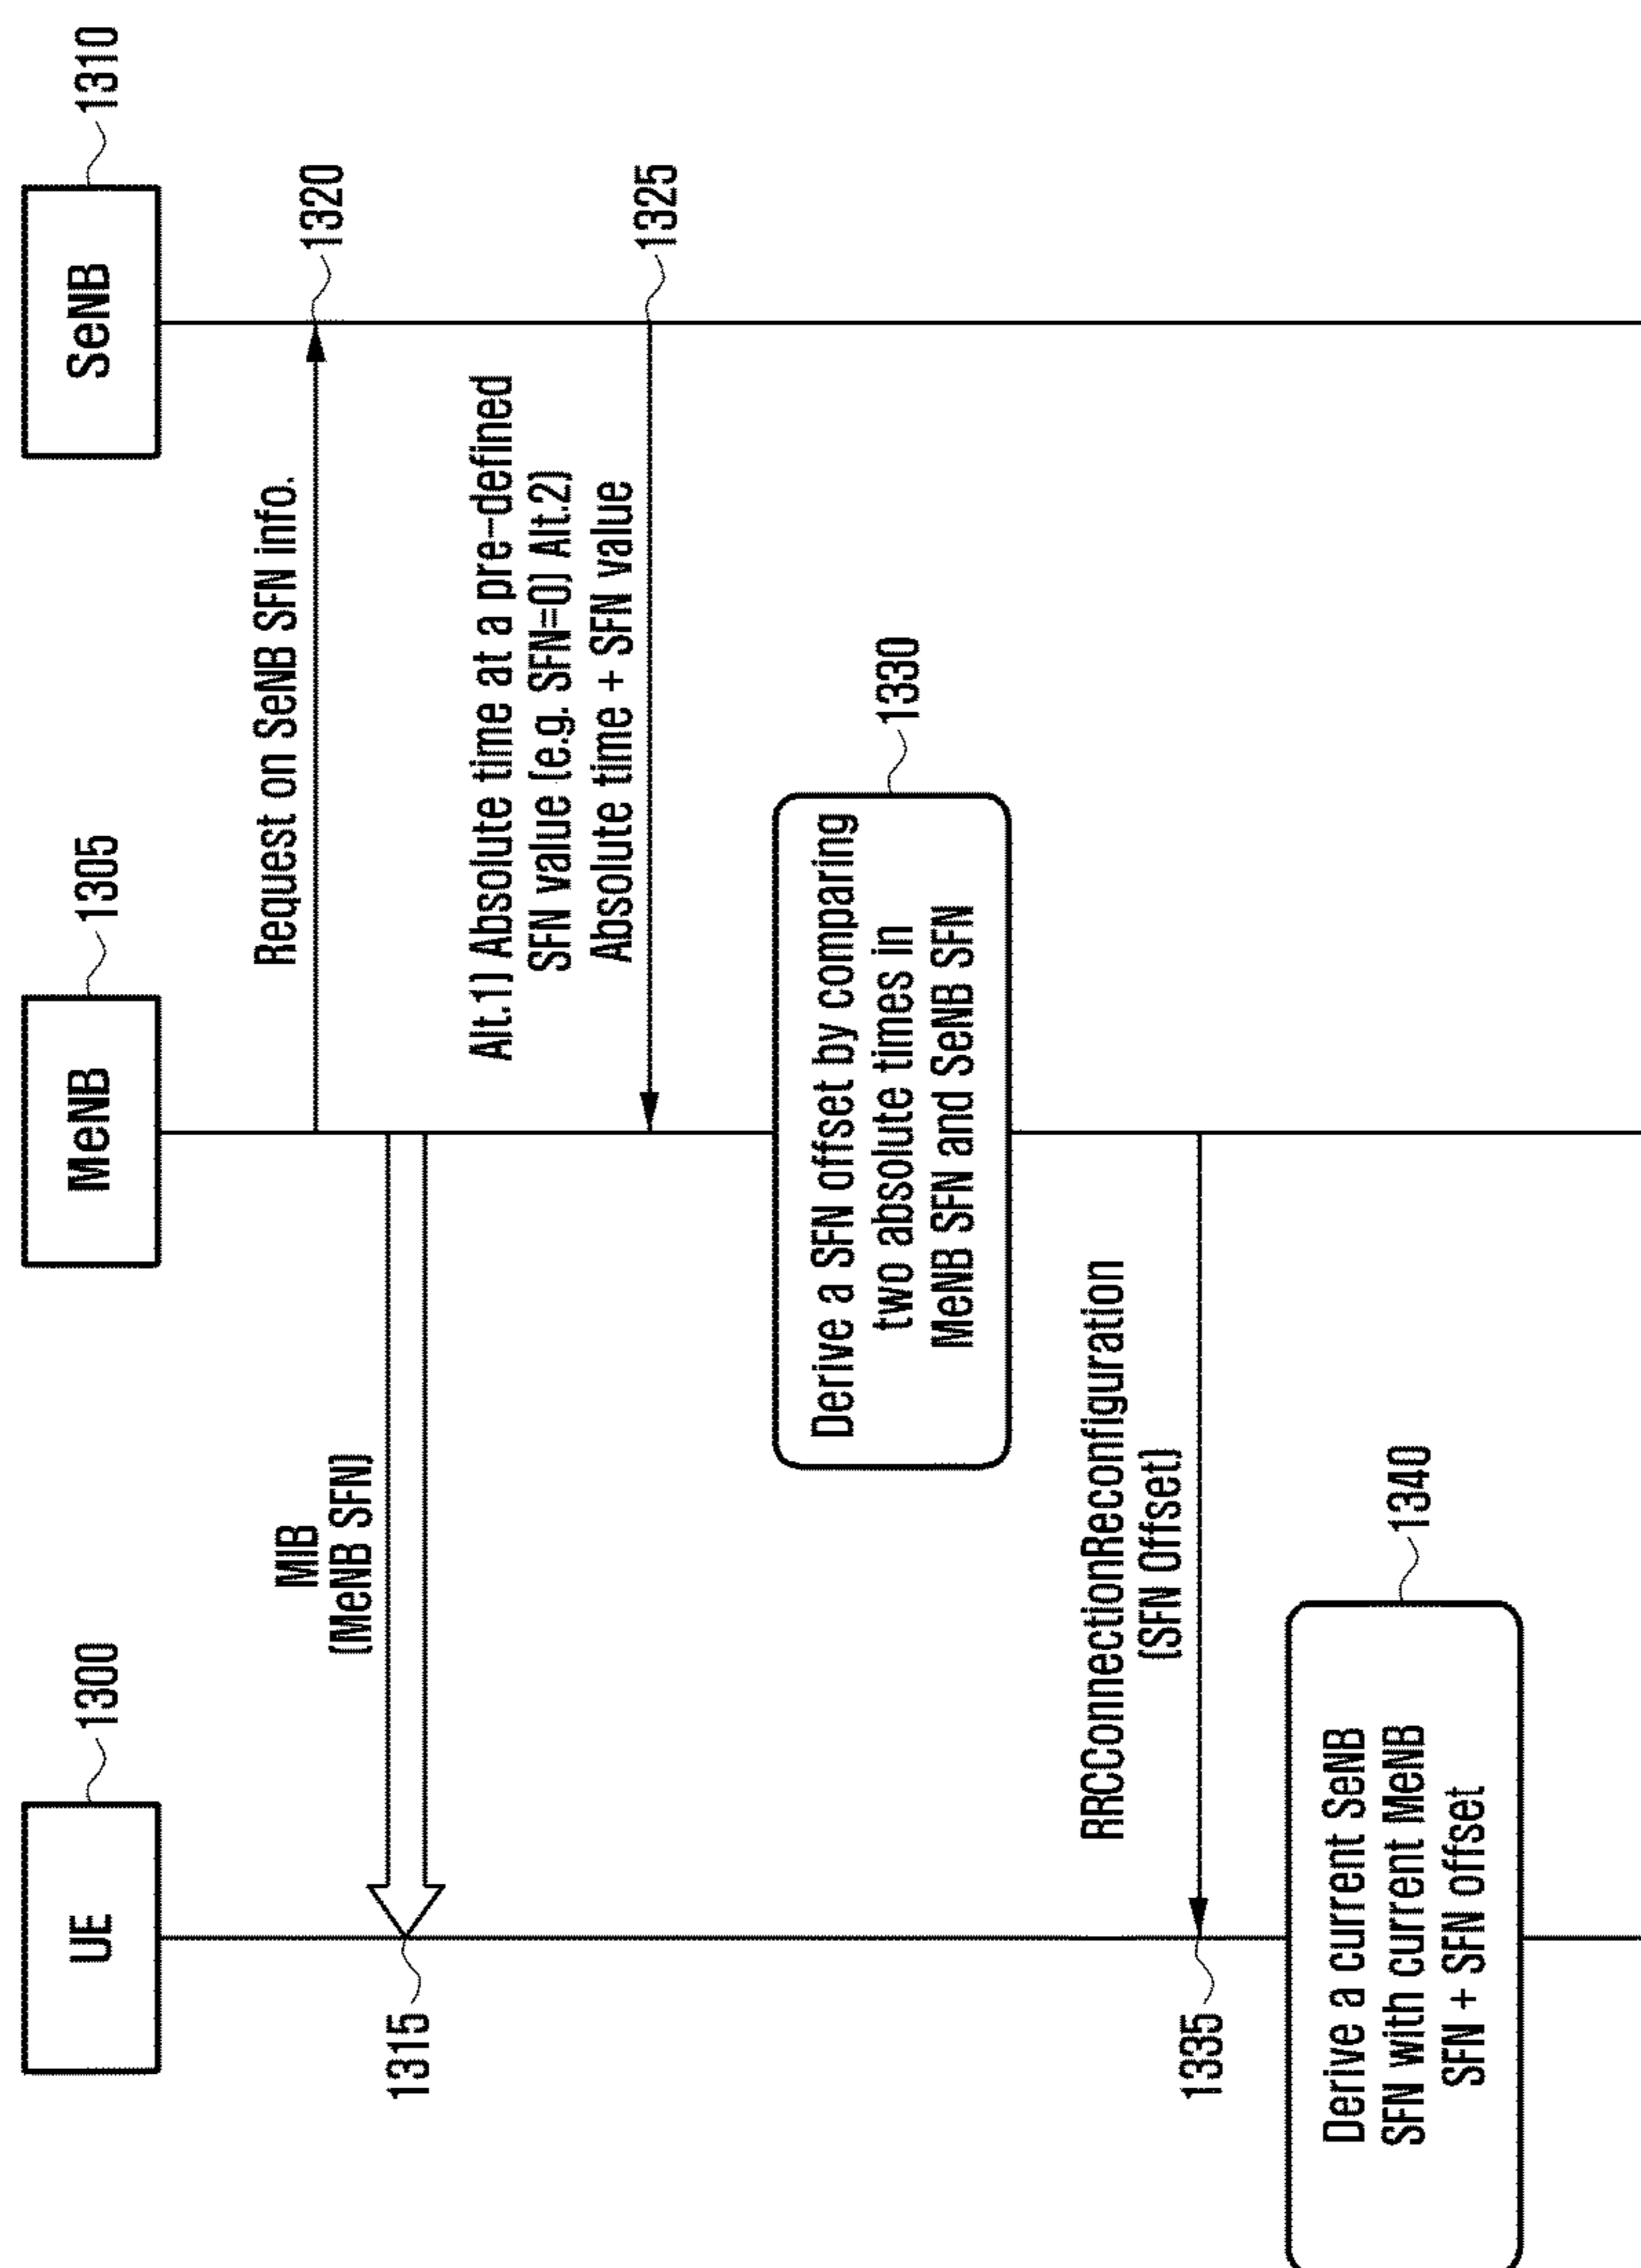 UE
1300
MeNB
1305
SeNB
1310
Request on SeNB SFN info.
1320
MIB
(MeNB SFN)
1315
Alt.1) Absolute time at a pre-defined
SFN value (e.g. SFN=0) Alt.2)
Absolute time + SFN value
1325
Derive a SFN offset by comparing
two absolute times in
MeNB SFN and SeNB SFN
1330
RRCConnectionReconfiguration
(SFN Offset)
1335
Derive a current SeNB
SFN with current MeNB
SFN + SFN offset
1340